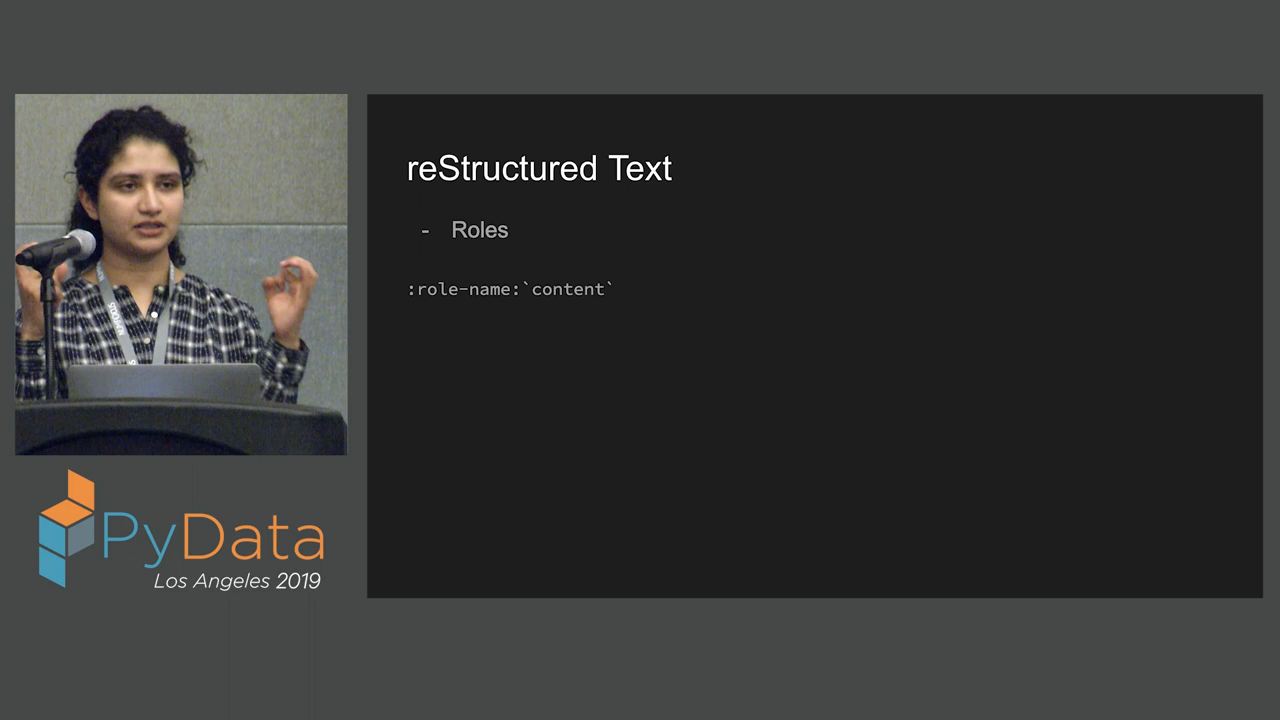 reStructured Text
- Roles
:role-name:`content`
PyData
Los Angeles 2019